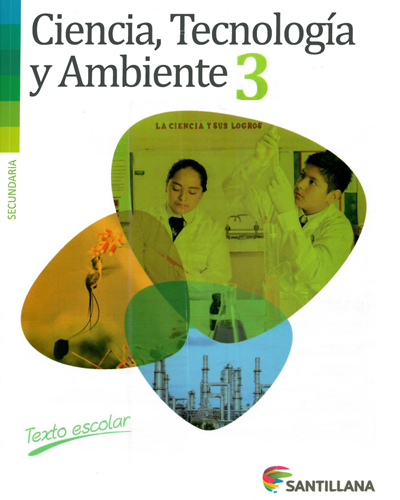 Ciencia, Tecnología
y Ambiente 3
SECUNDARIA
LA CIENCIA Y SUS LOGROS
Texto escolar
SANTILLANA